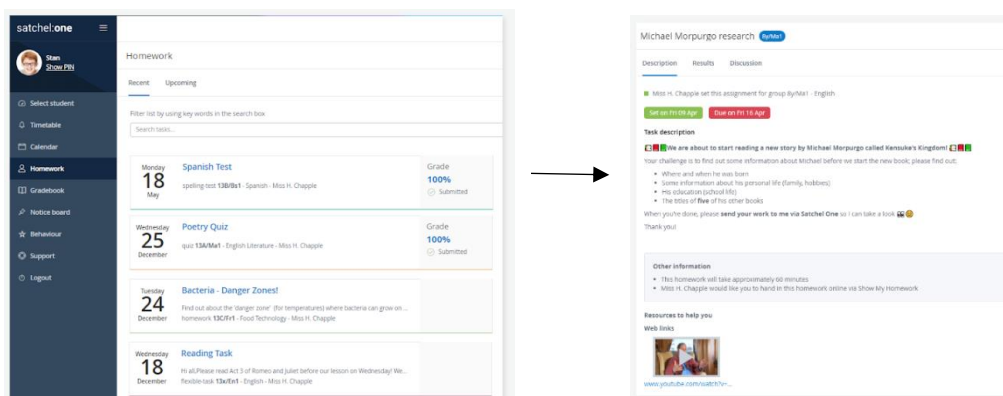 satchel:one
Stan
Show PIN
Select student
Timetable
Calendar
Homework
Gradebook
Notice board
Behaviour
Support
Logout
Homework
Recent Upcoming
Filter list by using key words in the search box
Search tasks...
Monday
18
May
Spanish Test
spelling test 13B/Bs1 - Spanish - Miss H. Chapple
Grade
100%
Submitted
Wednesday
25
December
Poetry Quiz
quiz 13A/Ma1 - English Literature - Miss H. Chapple
Grade
100%
Submitted
Tuesday
24
December
Bacteria - Danger Zones!
Find out about the 'danger zone' (for temperatures) where bacteria can grow on ...
homework 13C/Fr1 - Food Technology - Miss H. Chapple
Wednesday
18
December
Reading Task
Hi all,Please read Act 3 of Romeo and Juliet before our lesson on Wednesday! We...
flexible-task 13x/En1 - English - Miss H. Chapple
Michael Morpurgo research 8y/Ma1
Description Results Discussion
Miss H. Chapple set this assignment for group 8y/Ma1 - English
Set on Fri 09 Apr Due on Fri 16 Apr
Task description
We are about to start reading a new story by Michael Morpurgo called Kensuke's Kingdom!
Your challenge is to find out some information about Michael before we start the new book; please find out:
• Where and when he was born
• Some information about his personal life (family, hobbies)
• His education (school life)
• The titles of five of his other books
When you're done, please send your work to me via Satchel One so I can take a look
Thank you!
Other information
• This homework will take approximately 60 minutes
• Miss H. Chapple would like you to hand in this homework online via Show My Homework
Resources to help you
Web links
www.youtube.com/watch?v=...